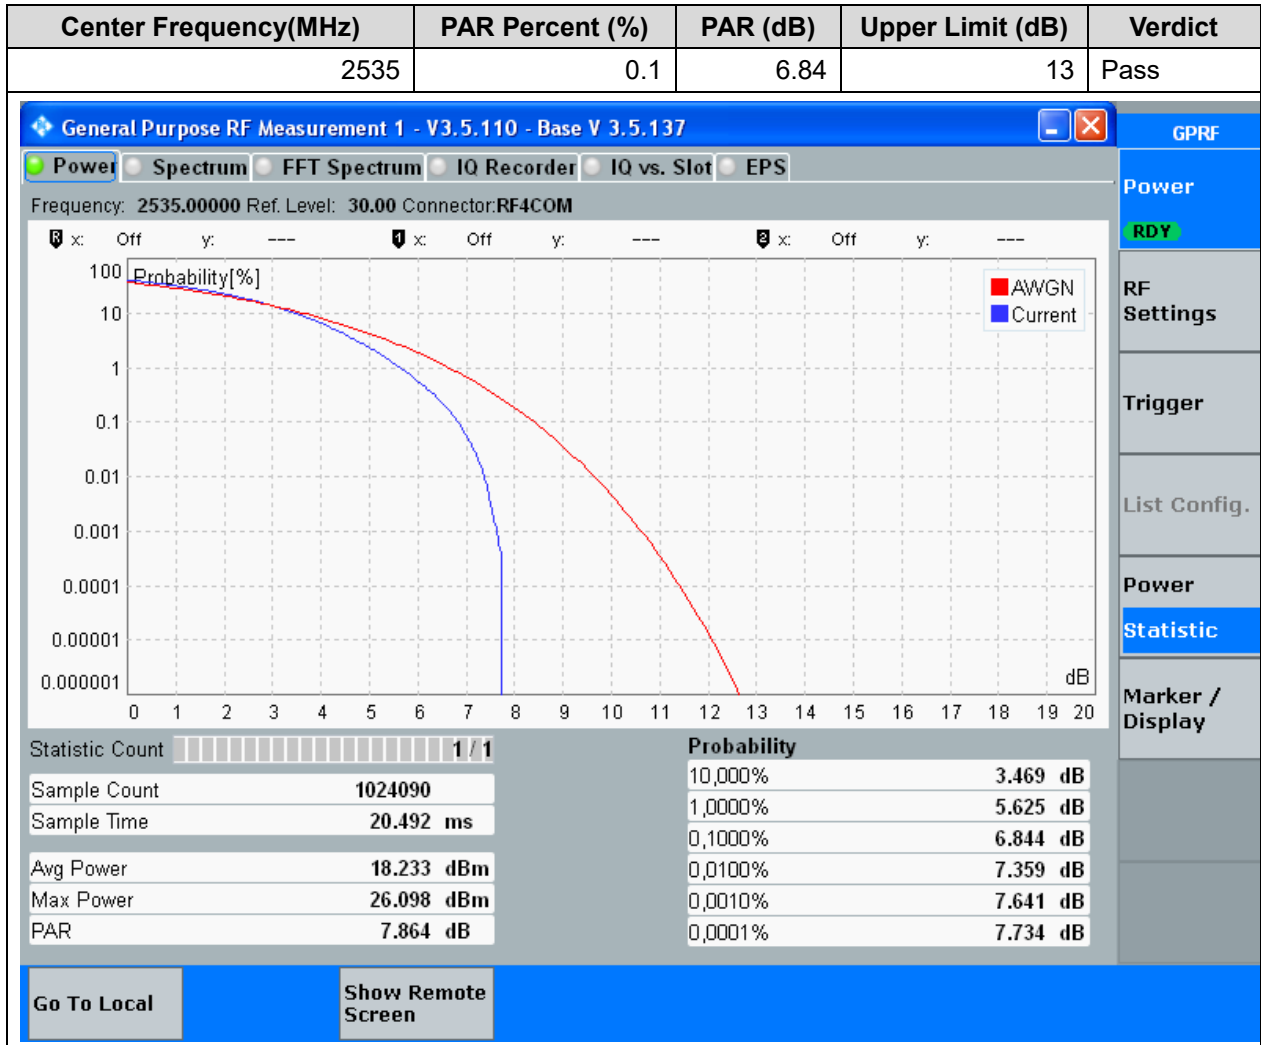 Center Frequency(MHz) PAR Percent (%) PAR (dB) Upper Limit (dB) Verdict
2535 0.1 6.84 13 Pass
General Purpose RF Measurement 1 - V3.5.110 - Base V 3.5.137
GPRF
Power Spectrum FFT Spectrum IQ Recorder IQ vs. Slot EPS
Power
RDY
Frequency: 2535.00000 Ref. Level: 30.00 Connector:RF4COM
R x: Off y: --- 1 x: Off y: --- 2 x: Off y: ---
Probability[%]
AWGN
Current
100
10
1
0.1
0.01
0.001
0.0001
0.00001
0.000001
dB
0 1 2 3 4 5 6 7 8 9 10 11 12 13 14 15 16 17 18 19 20
RF
Settings
Trigger
List Config.
Power
Statistic
Marker /
Display
Statistic Count 1 / 1
Sample Count 1024090
Sample Time 20.492 ms
Avg Power 18.233 dBm
Max Power 26.098 dBm
PAR 7.864 dB
Probability
10,000% 3.469 dB
1,0000% 5.625 dB
0,1000% 6.844 dB
0,0100% 7.359 dB
0,0010% 7.641 dB
0,0001% 7.734 dB
Go To Local
Show Remote
Screen